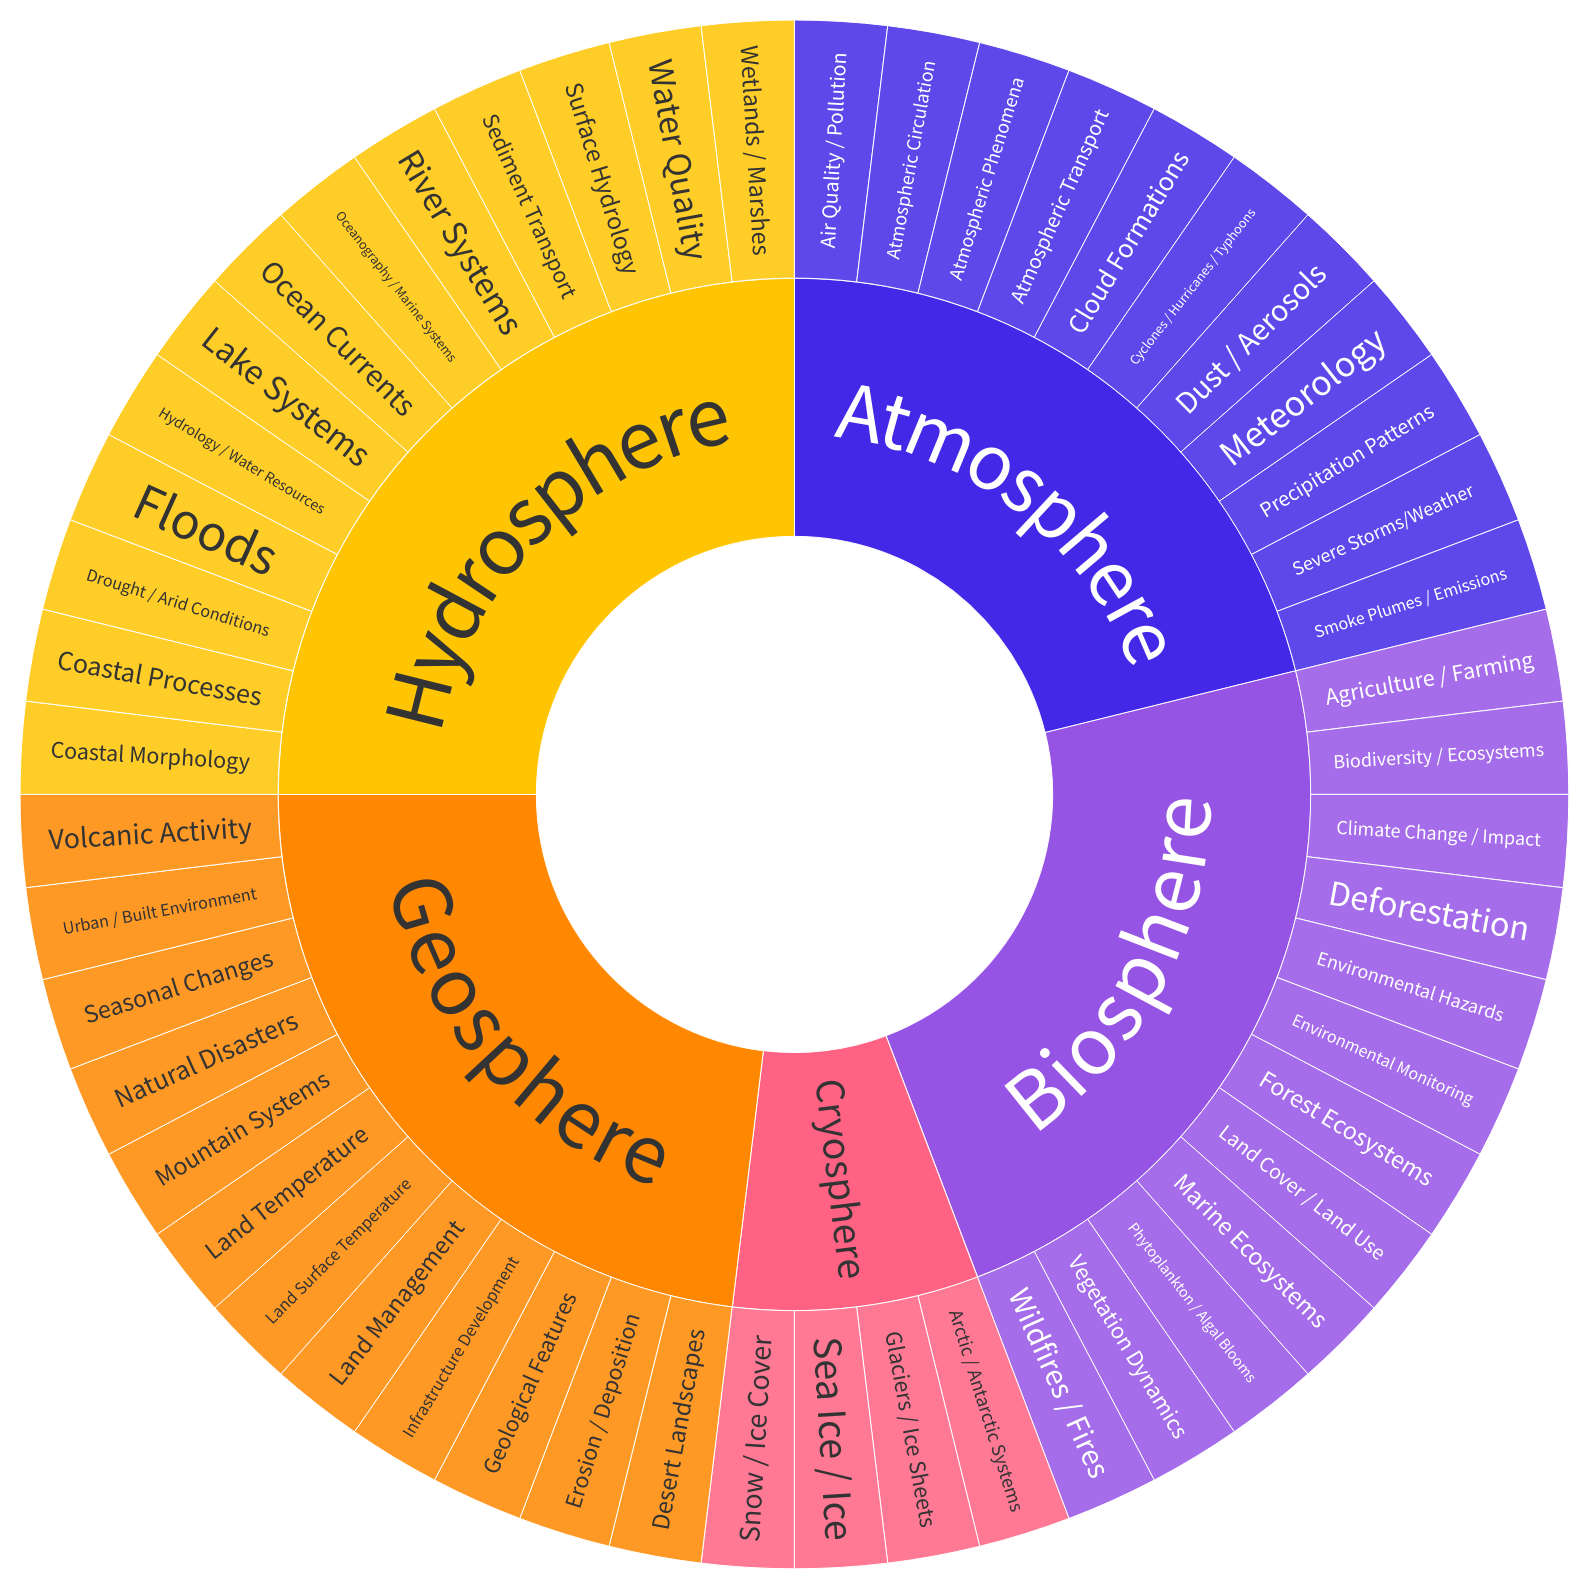 Atmosphere
Air Quality / Pollution
Atmospheric Circulation
Atmospheric Phenomena
Atmospheric Transport
Cloud Formations
Cyclones / Hurricanes / Typhoons
Dust / Aerosols
Meteorology
Precipitation Patterns
Severe Storms/Weather
Smoke Plumes / Emissions
Biosphere
Agriculture / Farming
Biodiversity / Ecosystems
Climate Change / Impact
Deforestation
Environmental Hazards
Environmental Monitoring
Forest Ecosystems
Land Cover / Land Use
Marine Ecosystems
Phytoplankton / Algal Blooms
Vegetation Dynamics
Wildfires / Fires
Cryosphere
Arctic / Antarctic Systems
Glaciers / Ice Sheets
Sea Ice / Ice
Snow / Ice Cover
Geosphere
Desert Landscapes
Erosion / Deposition
Geological Features
Infrastructure Development
Land Management
Land Surface Temperature
Land Temperature
Mountain Systems
Natural Disasters
Seasonal Changes
Urban / Built Environment
Volcanic Activity
Hydrosphere
Coastal Morphology
Coastal Processes
Drought / Arid Conditions
Floods
Hydrology / Water Resources
Lake Systems
Ocean Currents
Oceanography / Marine Systems
River Systems
Sediment Transport
Surface Hydrology
Water Quality
Wetlands / Marshes